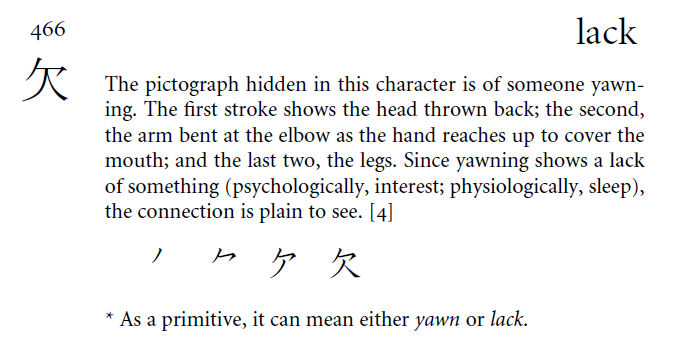 466
lack
欠
The pictograph hidden in this character is of someone yawn-
ing. The first stroke shows the head thrown back; the second,
the arm bent at the elbow as the hand reaches up to cover the
mouth; and the last two, the legs. Since yawning shows a lack
of something (psychologically, interest; physiologically, sleep),
the connection is plain to see. [4]
丿 𠂊 ケ 欠
* As a primitive, it can mean either yawn or lack.